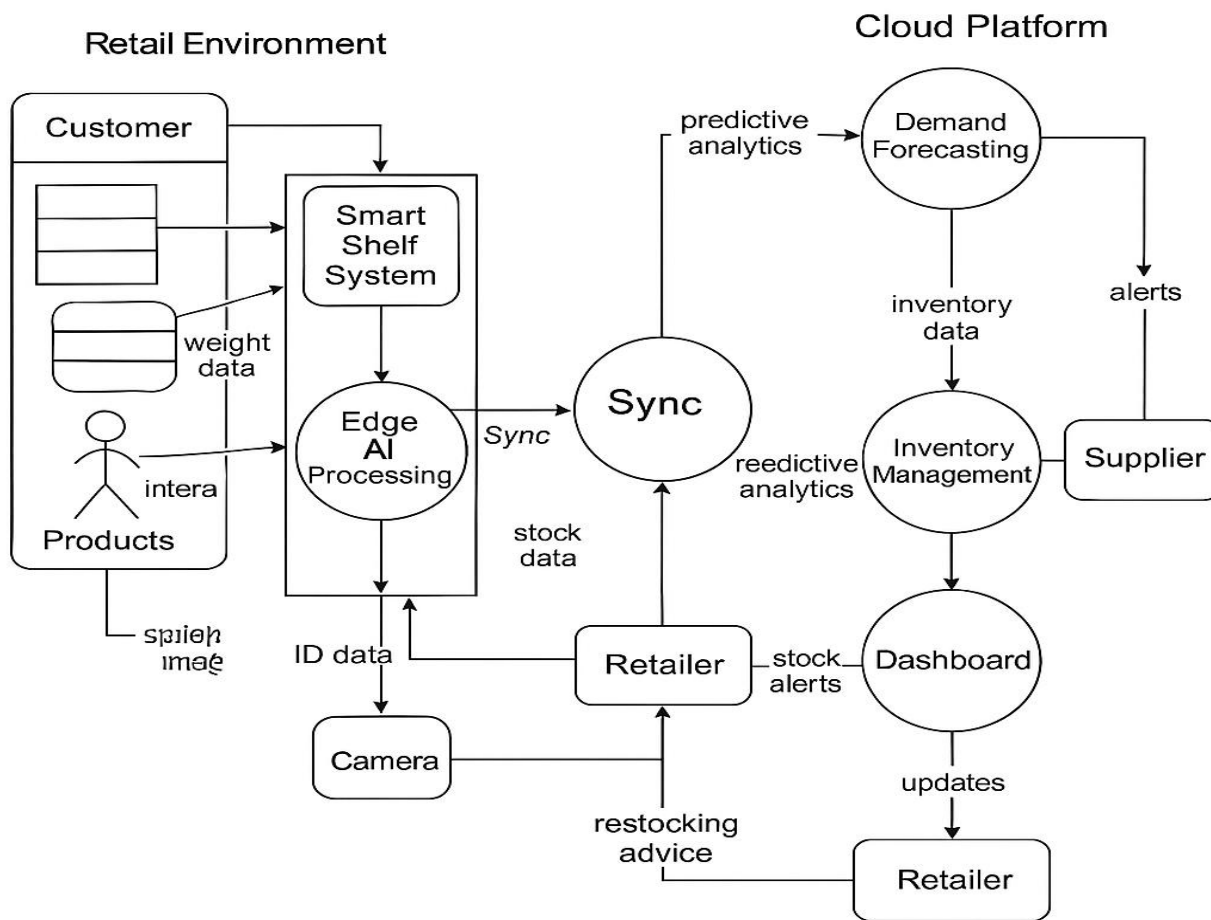 Retail Environment
Cloud Platform
Customer
Smart
Shelf
System
weight
data
Edge
AI
Processing
intera
Products
Sync
Sync
predictive
analytics
Demand
Forecasting
inventory
data
alerts
reedictive
analytics
Inventory
Management
Supplier
stock
data
ID data
Retailer
stock
alerts
Dashboard
Camera
updates
restocking
advice
Retailer